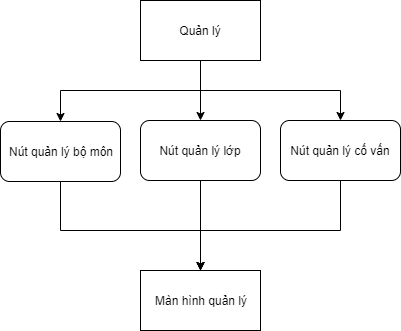 Quản lý
Nút quản lý bộ môn
Nút quản lý lớp
Nút quản lý cố vấn
Màn hình quản lý